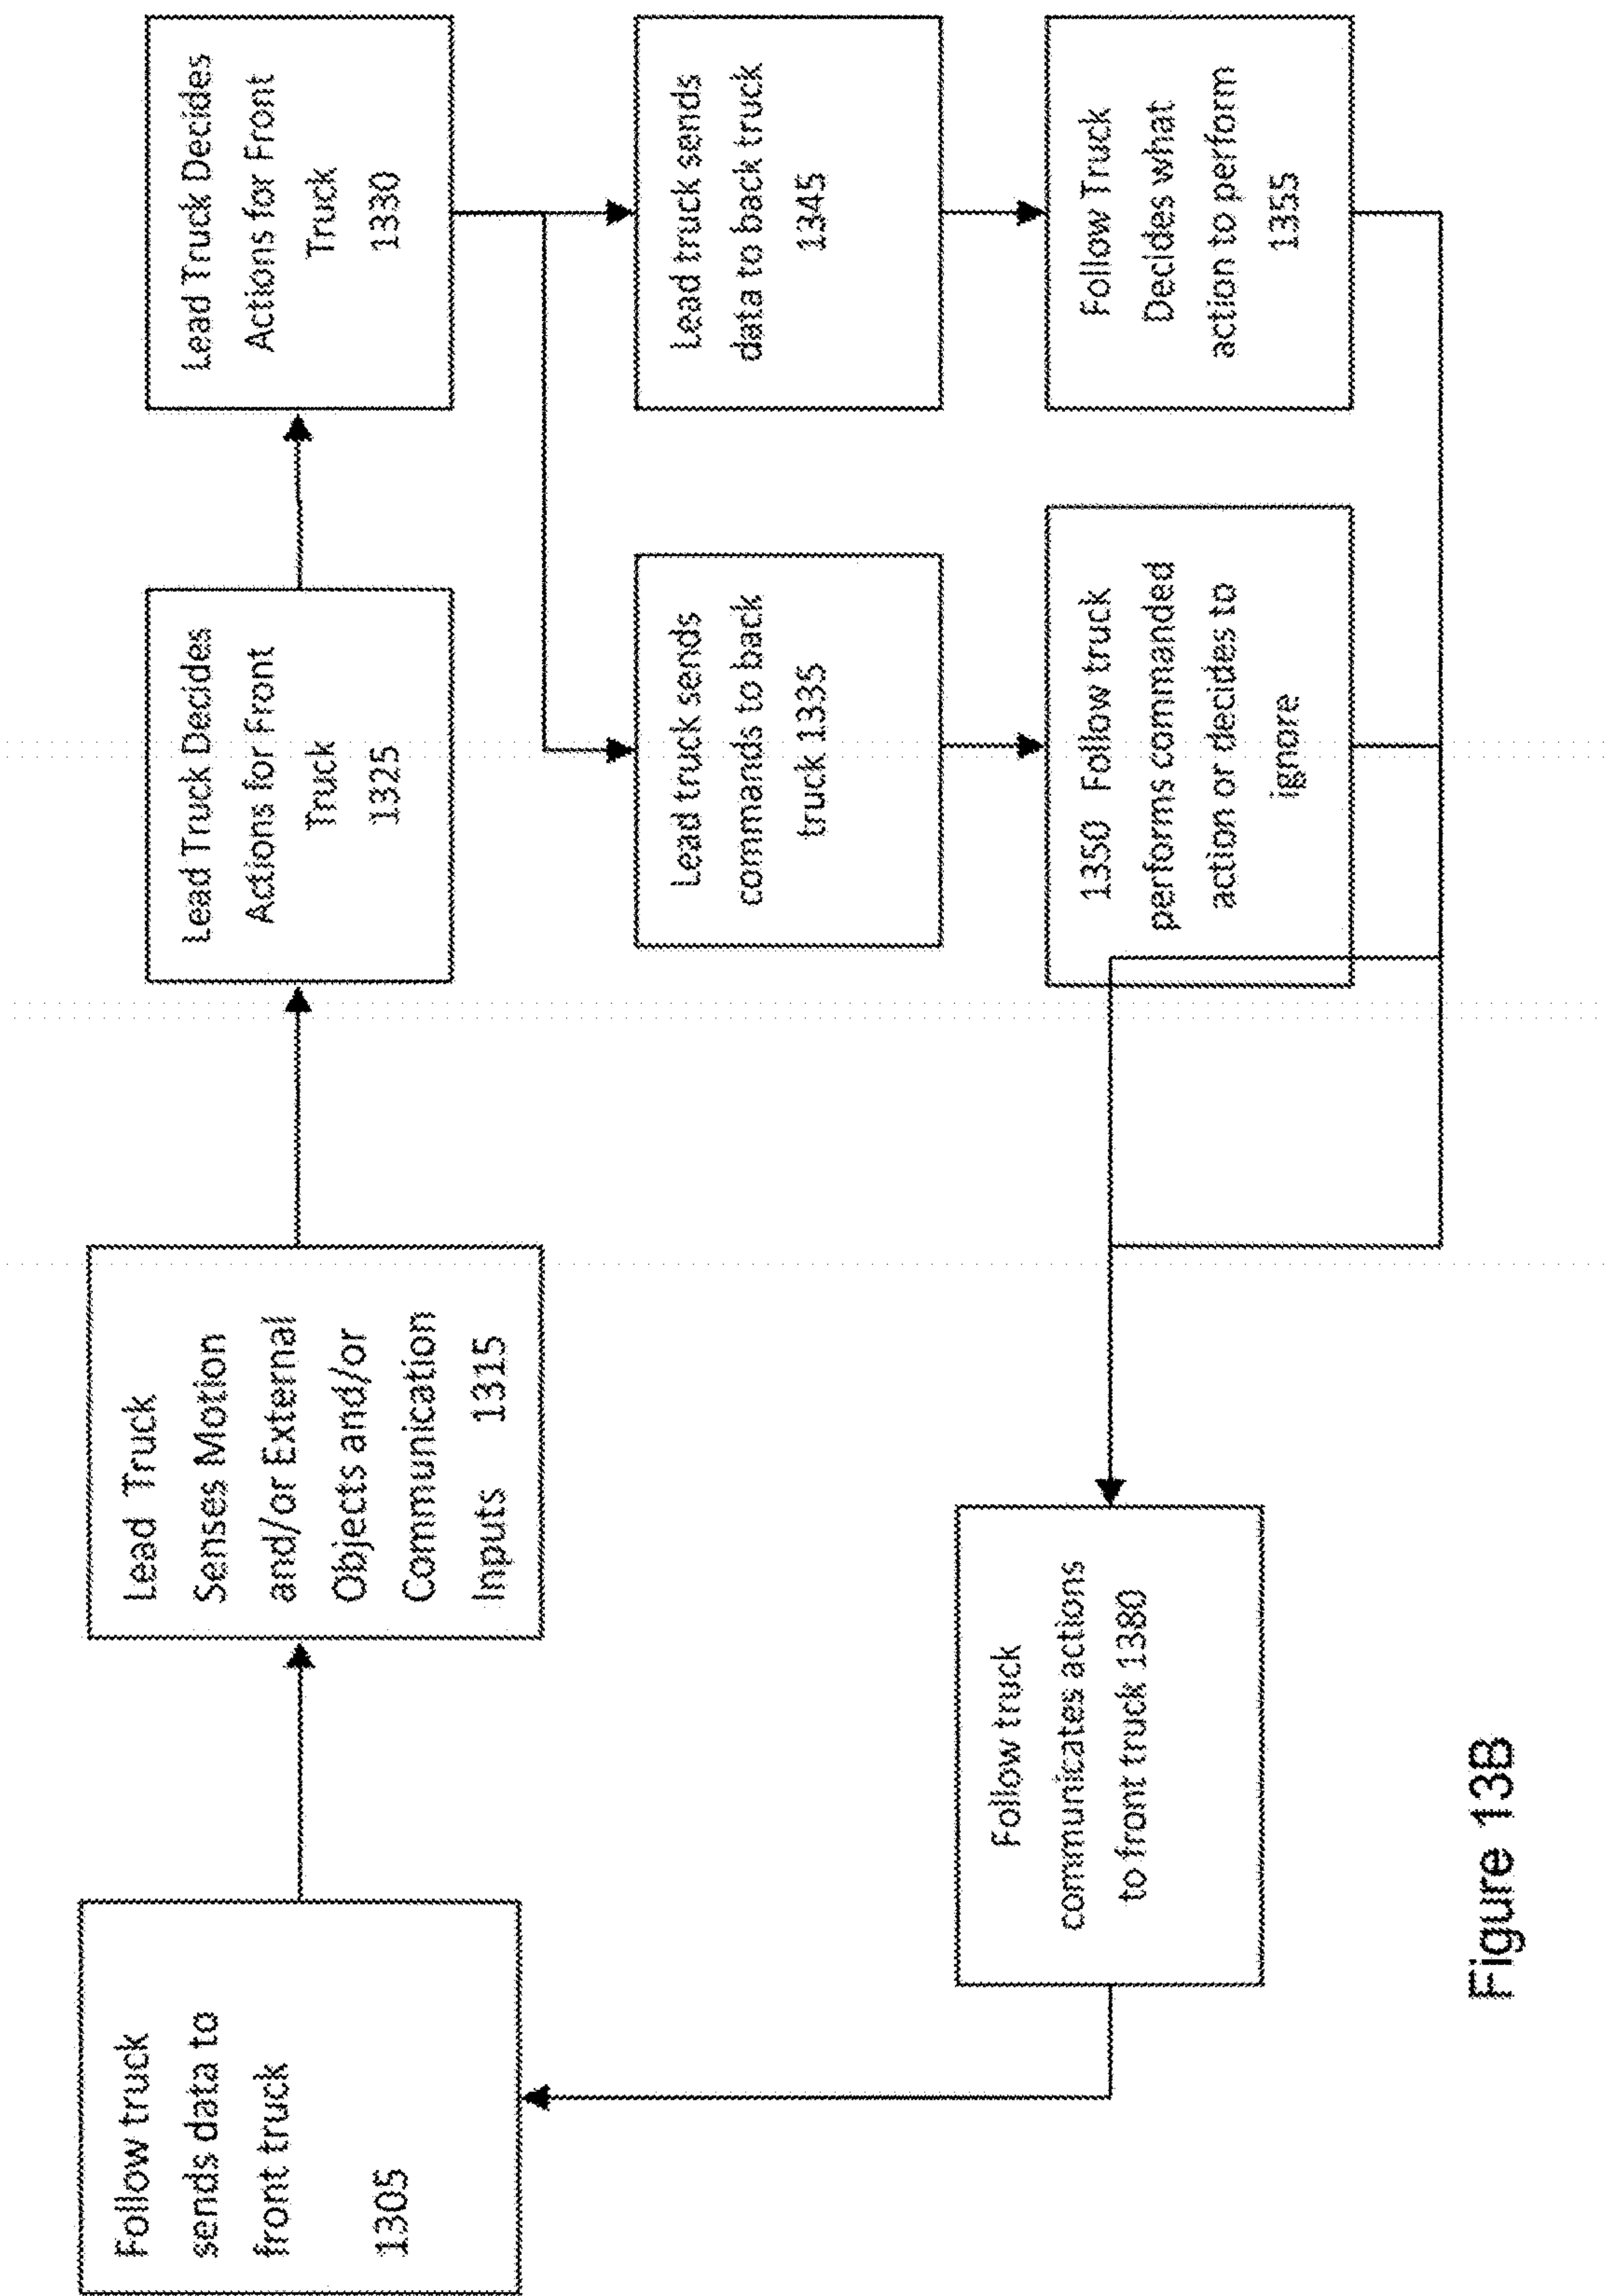 Follow truck
sends data to
front truck
1305
Lead Truck
Senses Motion
and/or External
Objects and/or
Communication
Inputs 1315
Lead Truck Decides
Actions for Front
Truck
1325
Lead Truck Decides
Actions for Front
Truck
1330
Lead truck sends
commands to back
truck 1335
Lead truck sends
data to back truck
1345
1350 Follow truck
performs commanded
action or decides to
ignore
Follow Truck
Decides what
action to perform
1355
Follow truck
communicates actions
to front truck 1380
Figure 13B